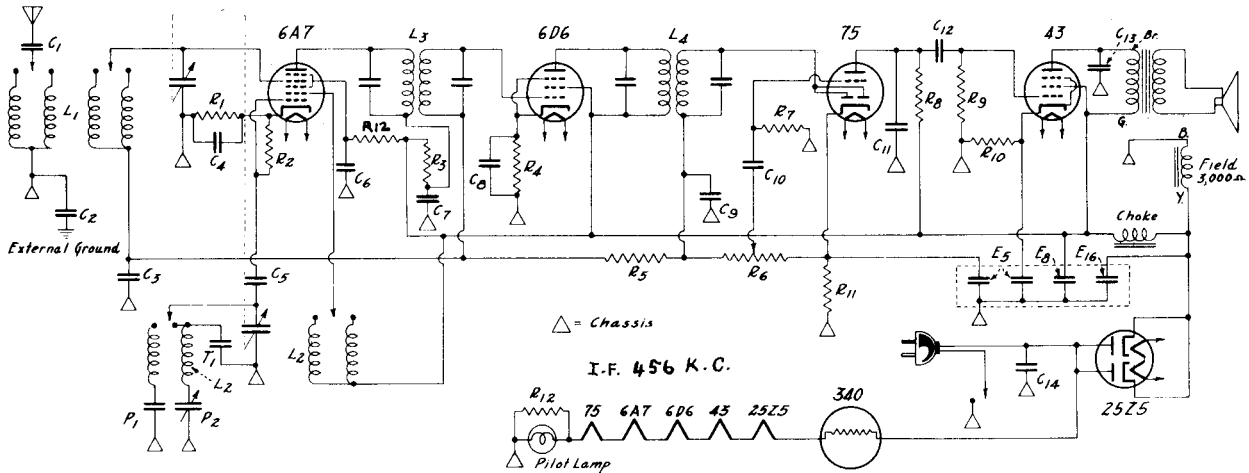 6A7
L3
6D6
L4
75
C12
43
C13
Br.
C1
L1
R1
C4
R2
R12
C6
R3
C7
C8
R4
C9
R7
C10
C11
R8
R9
R10
G.
B.
Field
3,000Ω
Y.
C2
External Ground
Choke
C3
C5
R5
R6
R11
E5
E8
E16
T1
L2
P1
P2
L2
△ = Chassis
I.F. 456 K.C.
C14
25Z5
R12
75
6A7
6D6
43
25Z5
340
Pilot Lamp